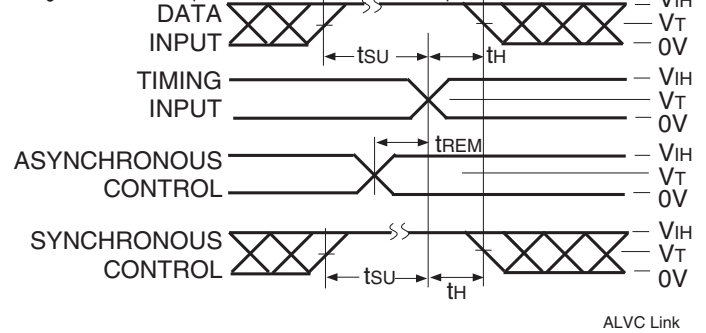 DATA
INPUT
VIH
VT
0V
tSU
tH
TIMING
INPUT
VIH
VT
0V
tREM
ASYNCHRONOUS
CONTROL
VIH
VT
0V
SYNCHRONOUS
CONTROL
VIH
VT
0V
tSU
tH
ALVC Link